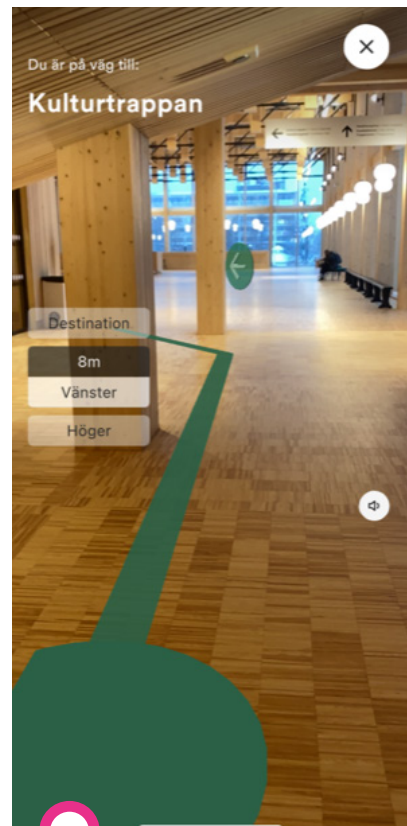 Du är på väg till:
Kulturtrappan
Destination
8m
Vänster
Höger